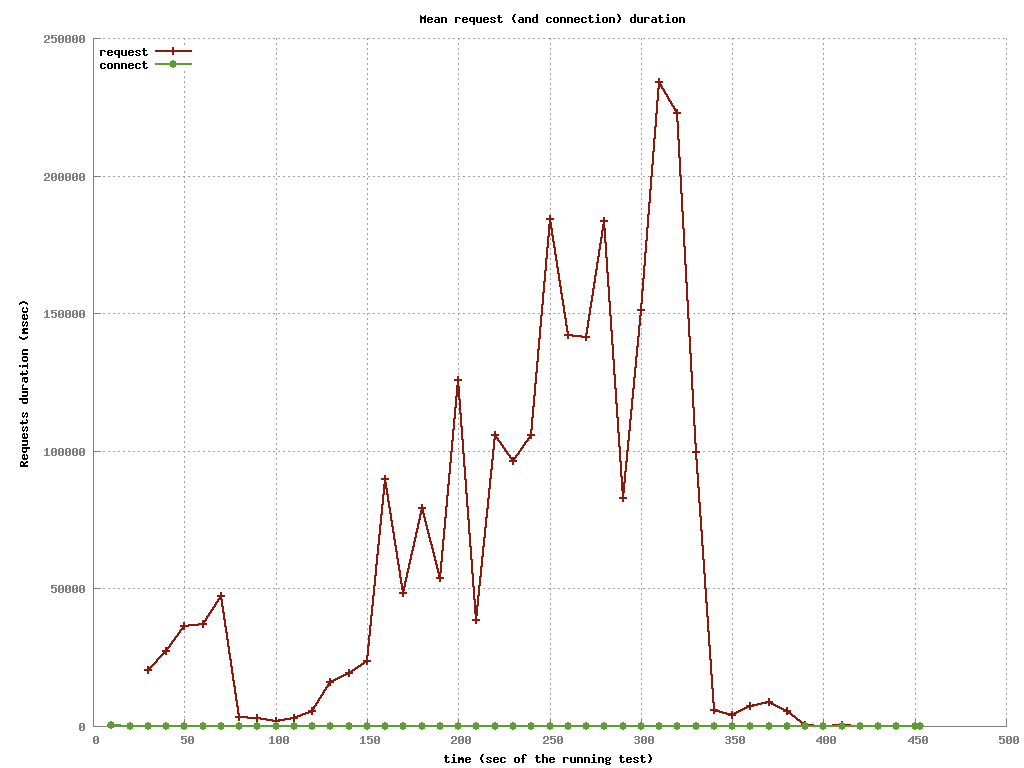 Mean request (and connection) duration
250000
request
connect
200000
150000
Requests duration (msec)
100000
50000
0
0 50 100 150 200 250 300 350 400 450 500
time (sec of the running test)